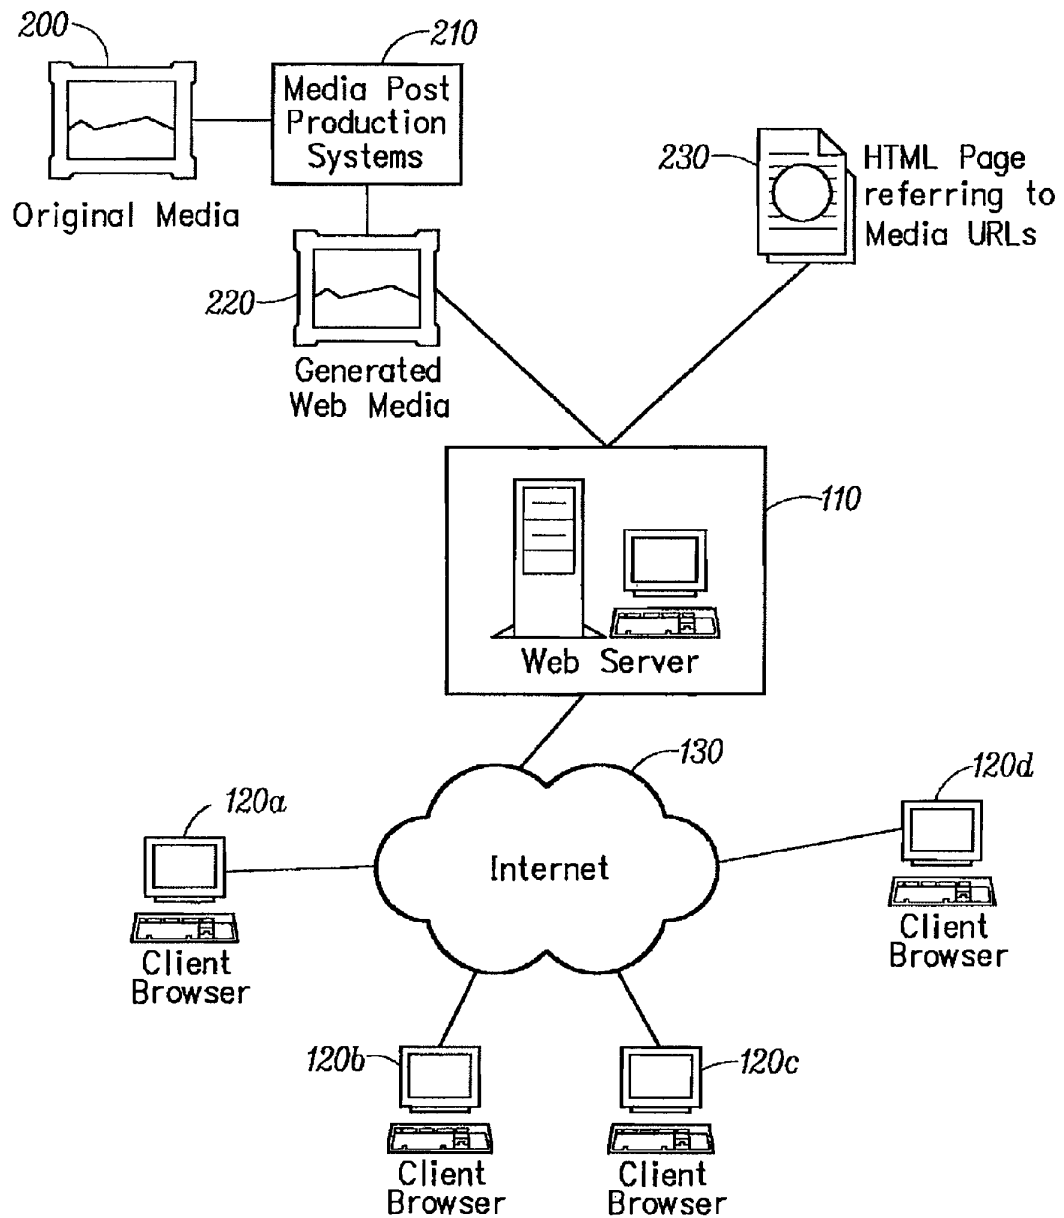 200
210
Media Post
Production
Systems
Original Media
230
HTML Page
referring to
Media URLs
220
Generated
Web Media
110
Web Server
130
120a
120d
Internet
Client
Browser
Client
Browser
120b
120c
Client
Browser
Client
Browser